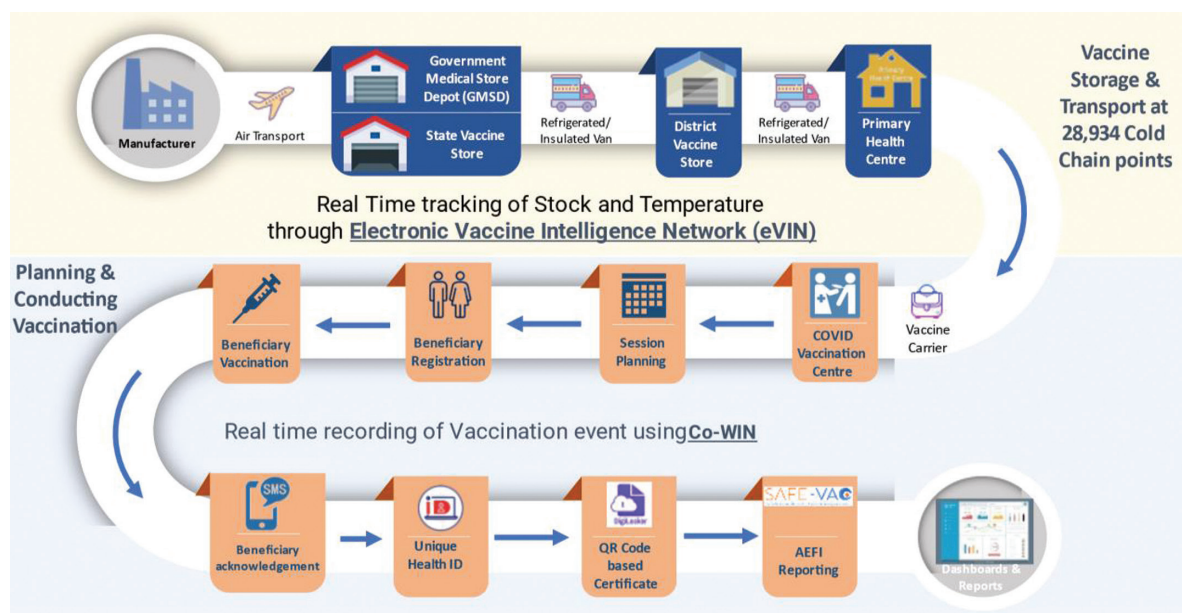 Manufacturer
Air Transport
Government
Medical Store
Depot (GMSD)
State Vaccine
Store
Refrigerated/
Insulated Van
District
Vaccine
Store
Refrigerated/
Insulated Van
Primary
Health
Centre
Vaccine
Storage &
Transport at
28,934 Cold
Chain points
Real Time tracking of Stock and Temperature
through Electronic Vaccine Intelligence Network (eVIN)
Planning &
Conducting
Vaccination
Beneficiary
Vaccination
Beneficiary
Registration
Session
Planning
COVID
Vaccination
Centre
Vaccine
Carrier
Real time recording of Vaccination event using Co-WIN
SMS
Beneficiary
acknowledgement
iD
Unique
Health ID
DigiLocker
QR Code
based
Certificate
SAFE-VAC
AEFI
Reporting
Dashboards &
Reports